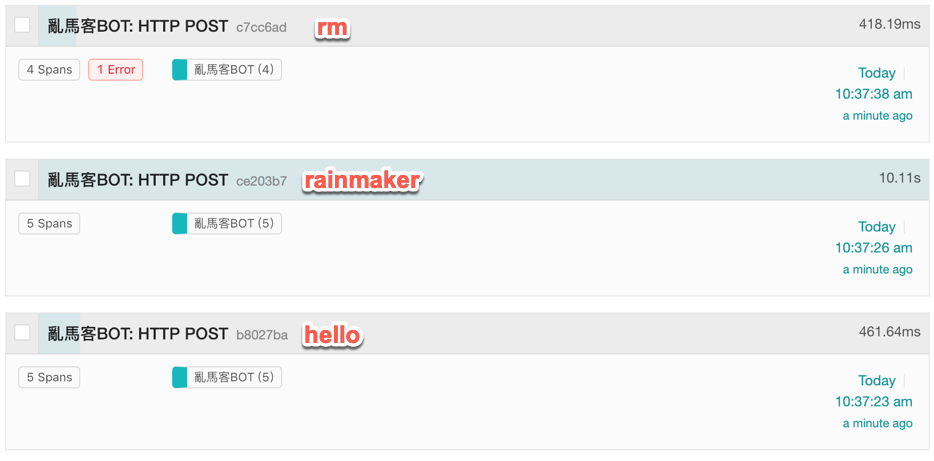 亂馬客BOT: HTTP POST c7cc6ad rm 418.19ms
4 Spans 1 Error 亂馬客BOT (4) Today
10:37:38 am
a minute ago
亂馬客BOT: HTTP POST ce203b7 rainmaker 10.11s
5 Spans 亂馬客BOT (5) Today
10:37:26 am
a minute ago
亂馬客BOT: HTTP POST b8027ba hello 461.64ms
5 Spans 亂馬客BOT (5) Today
10:37:23 am
a minute ago